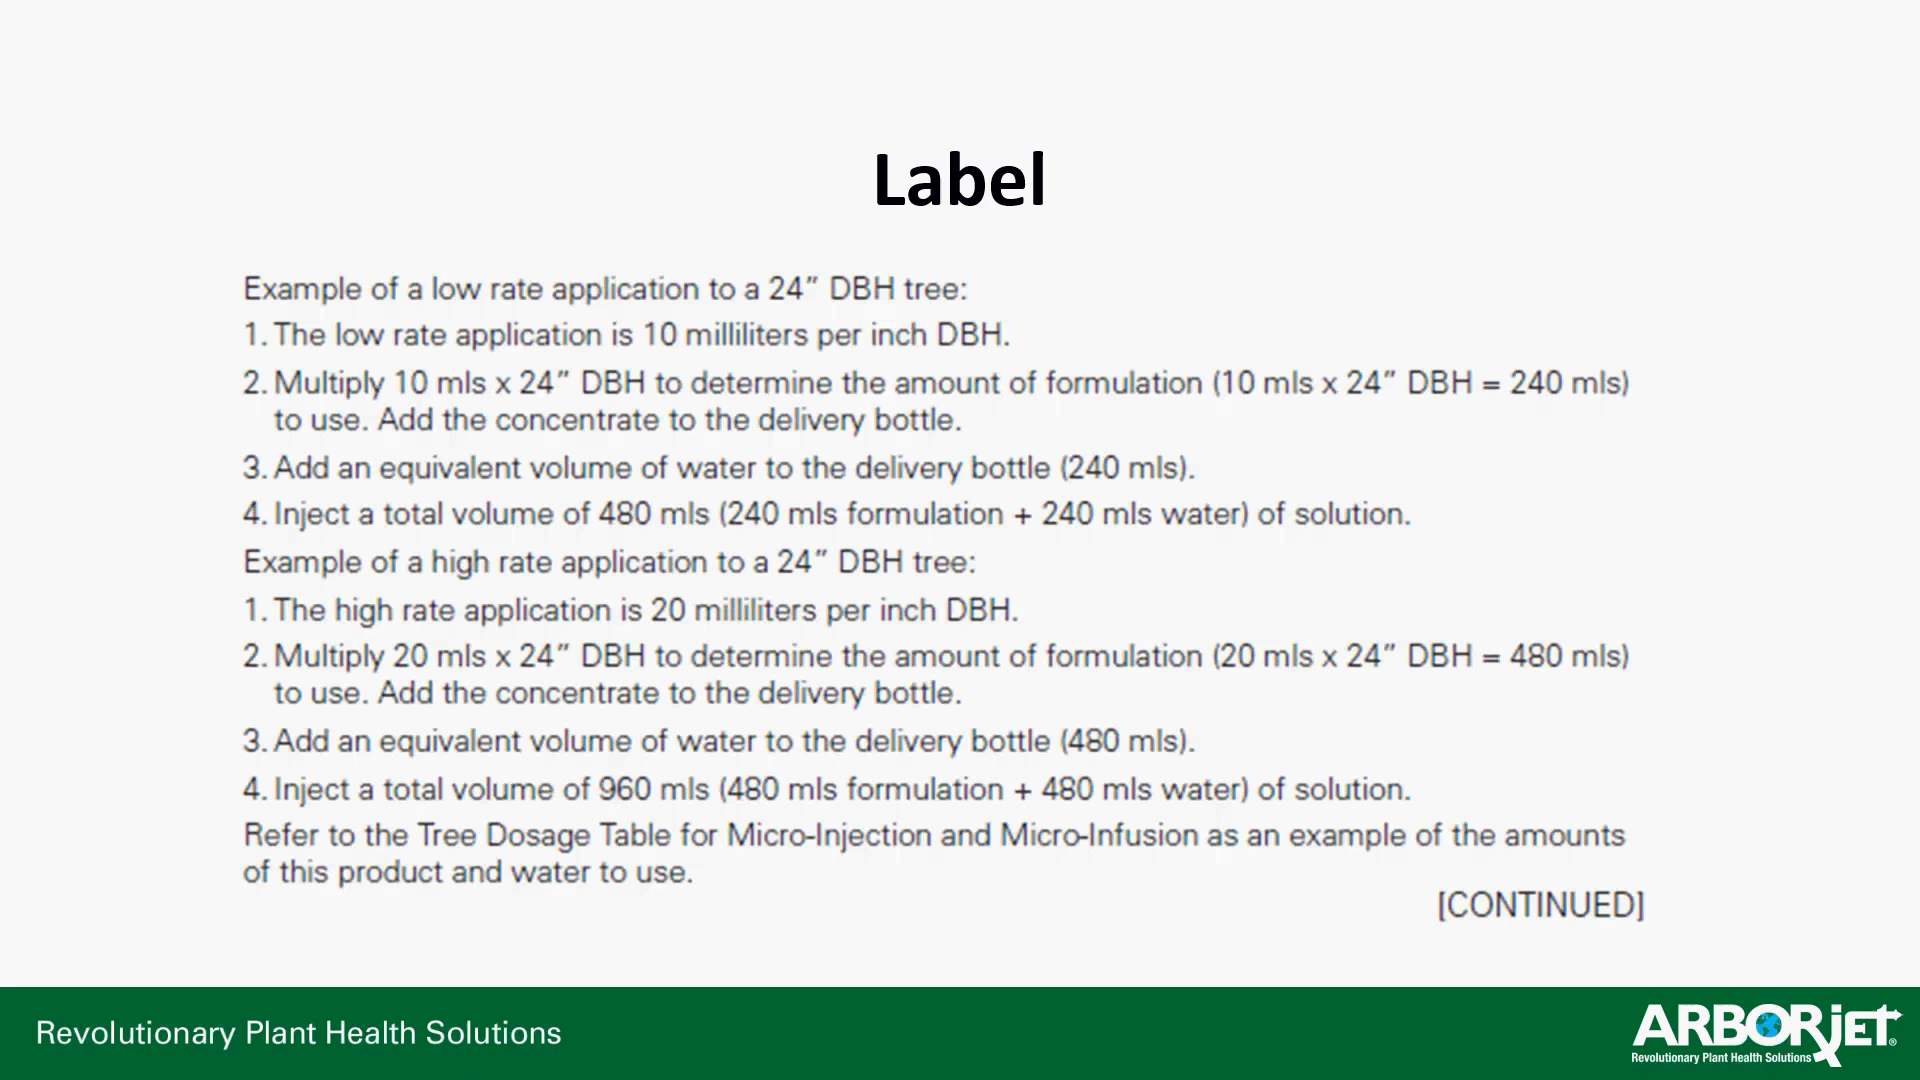 Label
Example of a low rate application to a 24” DBH tree:
1. The low rate application is 10 milliliters per inch DBH.
2. Multiply 10 mls x 24” DBH to determine the amount of formulation (10 mls x 24” DBH = 240 mls)
to use. Add the concentrate to the delivery bottle.
3. Add an equivalent volume of water to the delivery bottle (240 mls).
4. Inject a total volume of 480 mls (240 mls formulation + 240 mls water) of solution.
Example of a high rate application to a 24” DBH tree:
1. The high rate application is 20 milliliters per inch DBH.
2. Multiply 20 mls x 24” DBH to determine the amount of formulation (20 mls x 24” DBH = 480 mls)
to use. Add the concentrate to the delivery bottle.
3. Add an equivalent volume of water to the delivery bottle (480 mls).
4. Inject a total volume of 960 mls (480 mls formulation + 480 mls water) of solution.
Refer to the Tree Dosage Table for Micro-Injection and Micro-Infusion as an example of the amounts
of this product and water to use.
[CONTINUED]
Revolutionary Plant Health Solutions
ARBORjET®
Revolutionary Plant Health Solutions